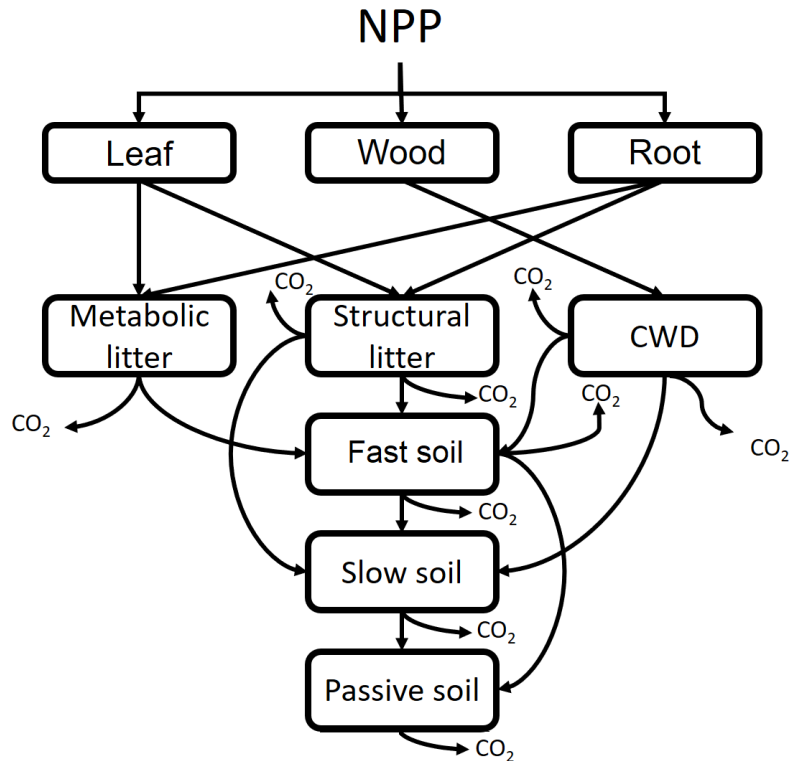 NPP
Leaf
Wood
Root
CO₂
CO₂
Metabolic
litter
Structural
litter
CWD
CO₂
CO₂
CO₂
CO₂
Fast soil
CO₂
Slow soil
CO₂
Passive soil
CO₂